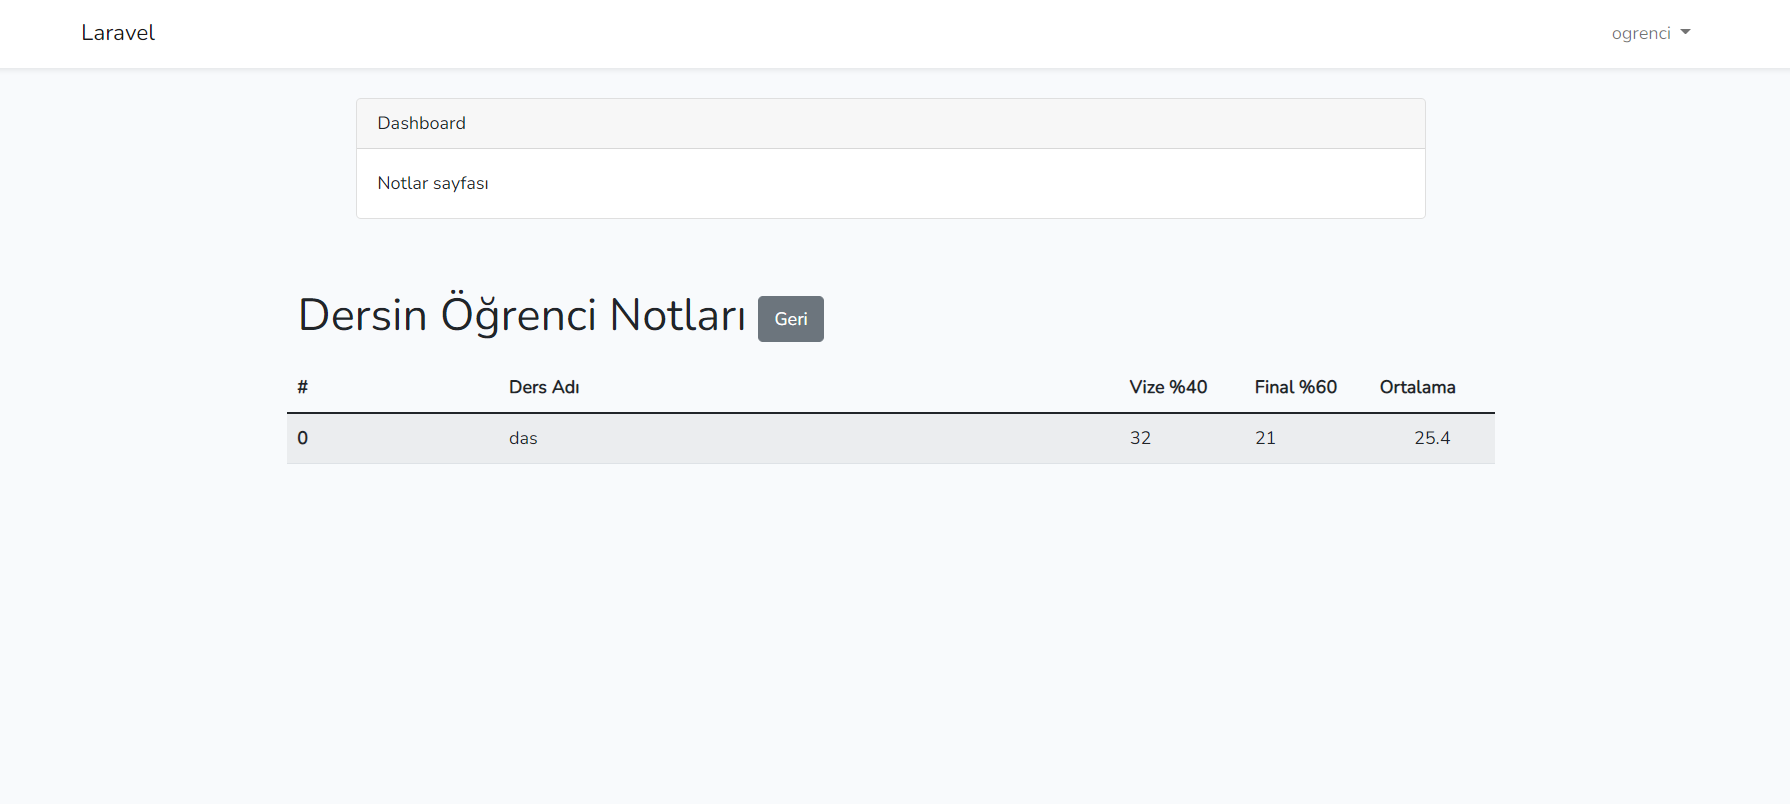 Laravel
ogrenci
Dashboard
Notlar sayfası
Dersin Öğrenci Notları Geri
# Ders Adı Vize %40 Final %60 Ortalama
0 das 32 21 25.4